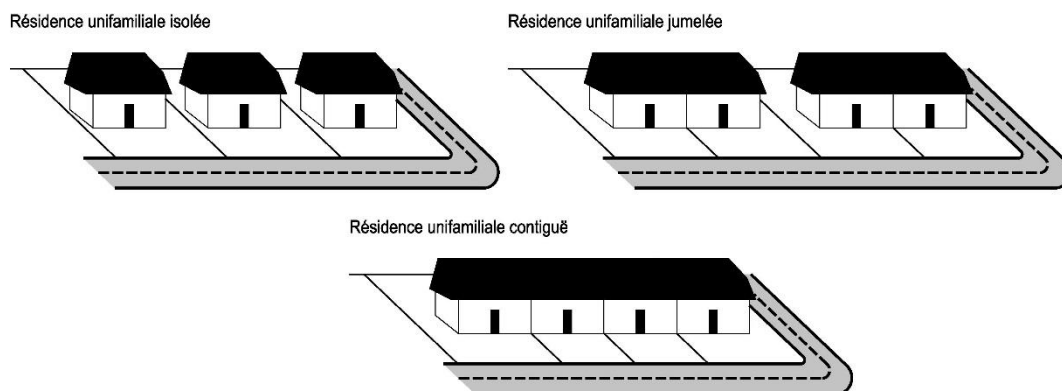 Résidence unifamiliale isolée
Résidence unifamiliale jumelée
Résidence unifamiliale contiguë